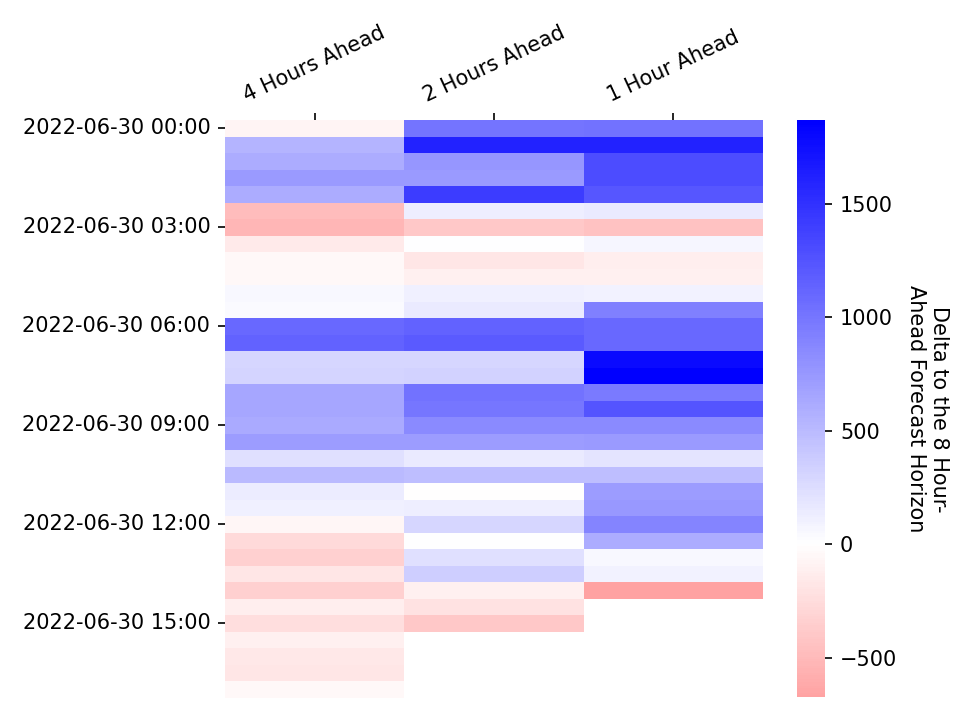 4 Hours Ahead
2 Hours Ahead
1 Hour Ahead
2022-06-30 00:00
2022-06-30 03:00
2022-06-30 06:00
2022-06-30 09:00
2022-06-30 12:00
2022-06-30 15:00
1500
1000
500
0
−500
Delta to the 8 Hour-
Ahead Forecast Horizon